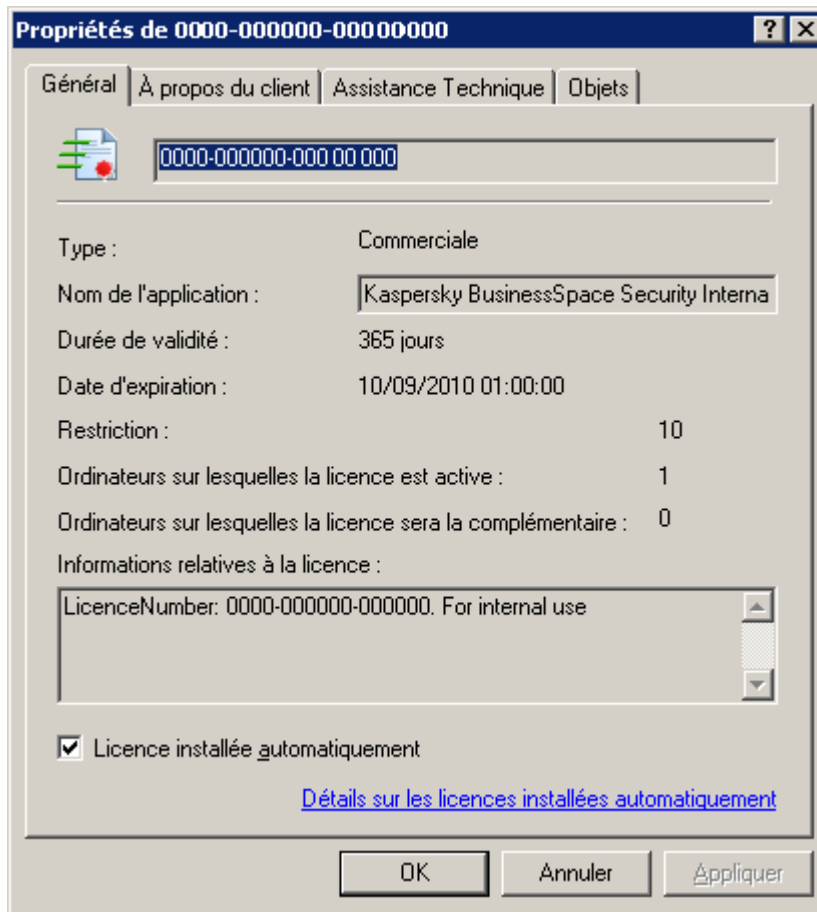 Propriétés de 0000-000000-00000000
Général À propos du client Assistance Technique Objets
0000-000000-000 00 000
Type : Commerciale
Nom de l'application : Kaspersky BusinessSpace Security Interna
Durée de validité : 365 jours
Date d'expiration : 10/09/2010 01:00:00
Restriction : 10
Ordinateurs sur lesquelles la licence est active : 1
Ordinateurs sur lesquelles la licence sera la complémentaire : 0
Informations relatives à la licence :
LicenceNumber: 0000-000000-000000. For internal use
Licence installée automatiquement
Détails sur les licences installées automatiquement
OK Annuler Appliquer